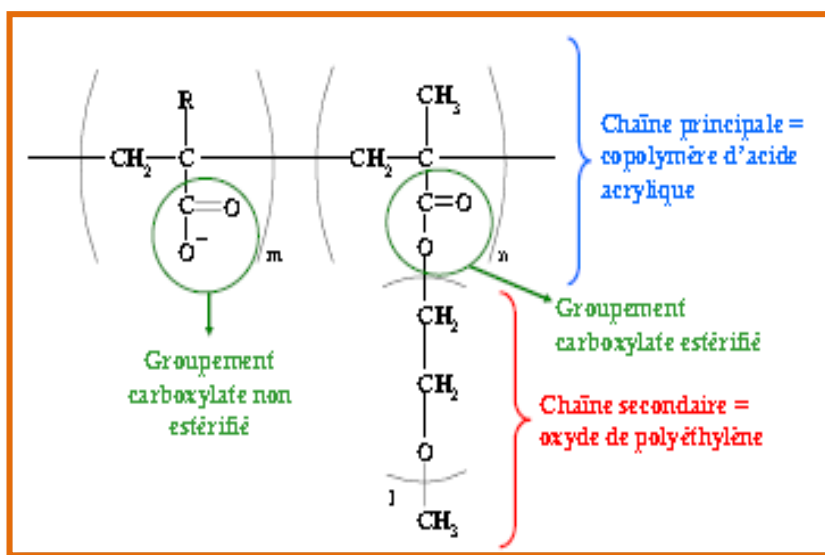 R
CH3
CH2 C CH2 C
C=O C=O
O– m O n
CH2
CH2
O
l
CH3
Chaîne principale =
copolymère d'acide
acrylique
Groupement
carboxylate estérifié
Groupement
carboxylate non
estérifié
Chaîne secondaire =
oxyde de polyéthylène